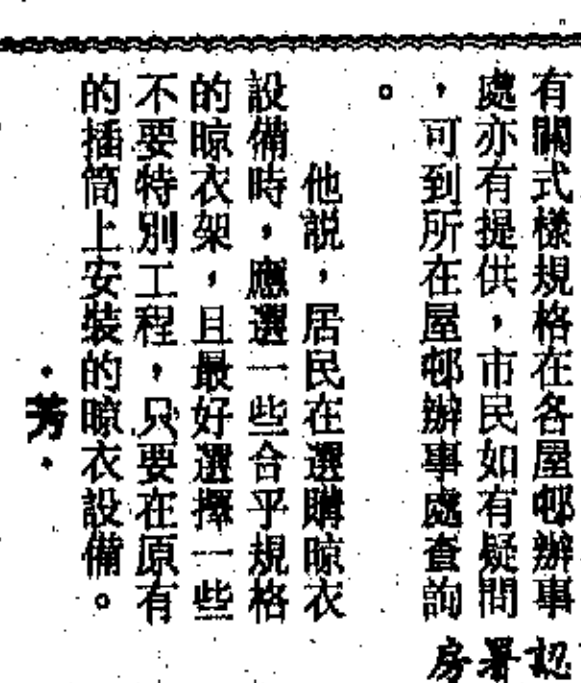 有關式樣規格在各屋邨辦事
處亦有提供，市民如有疑問
，可到所在屋邨辦事處查詢
。
他說，居民在選購晾衣
設備時，應選一些合乎規格
的晾衣架，且最好選擇一些
不要特別工程，只要在原有
的插筒上安裝的晾衣設備。
·芳·
認
署
房